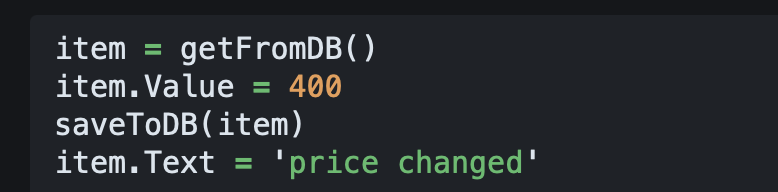 item = getFromDB()
item.Value = 400
saveToDB(item)
item.Text = 'price changed'